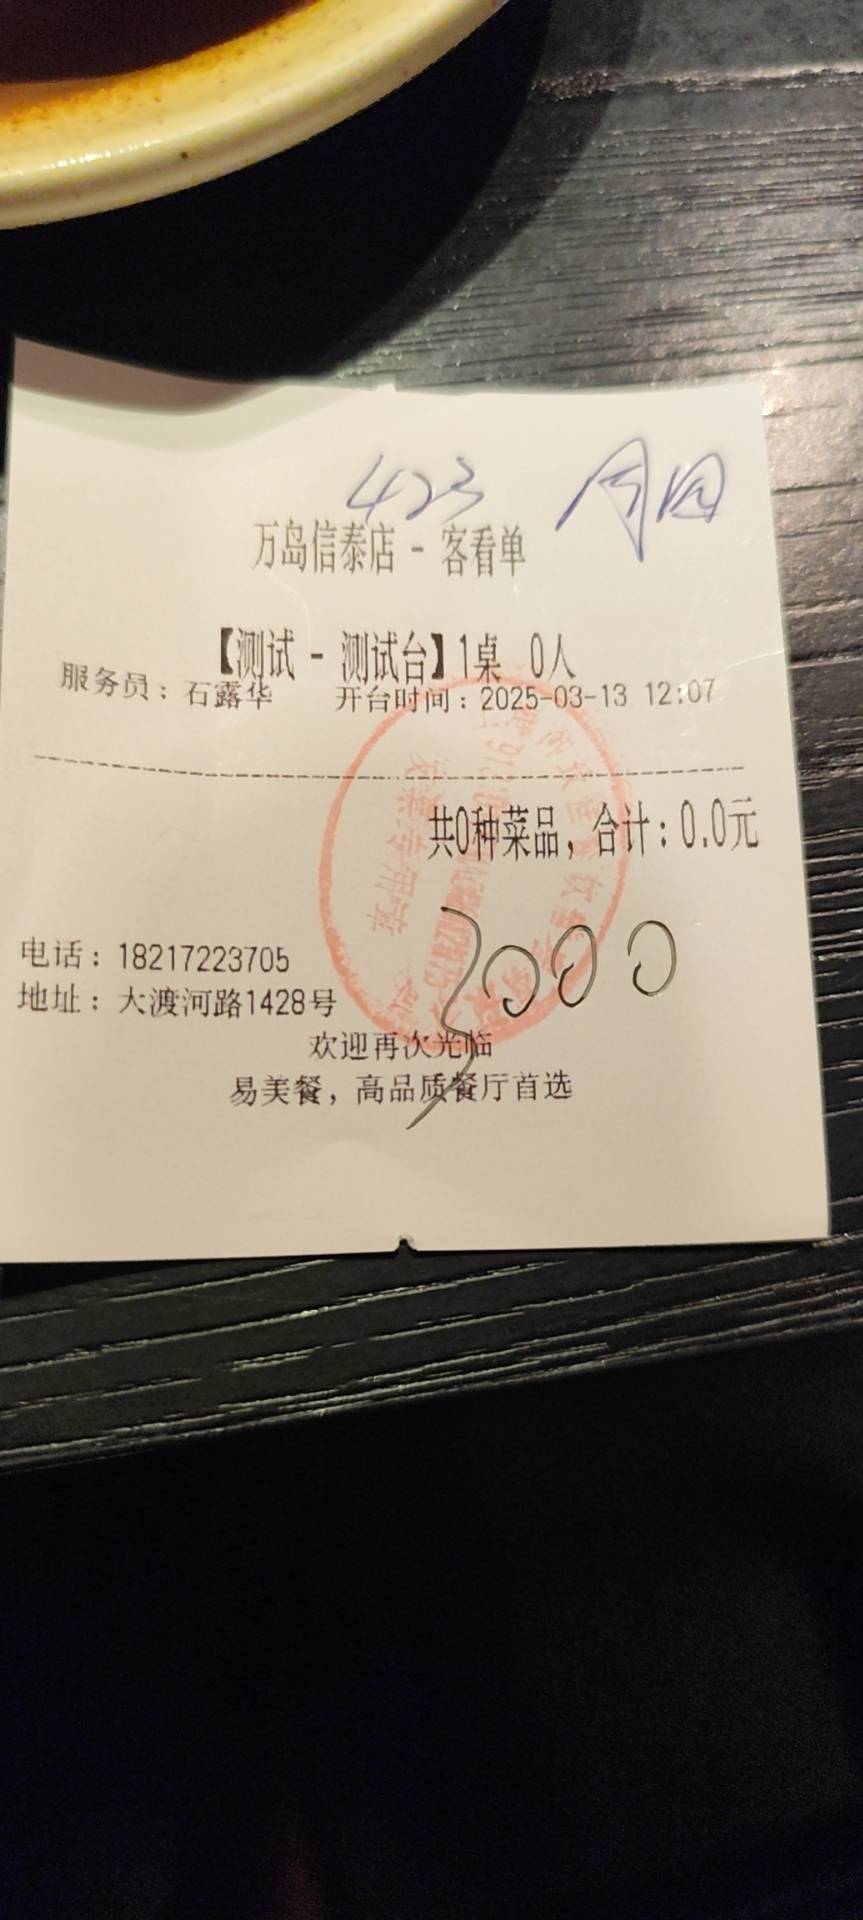 423
万岛信泰店 - 客看单
【测试 - 测试台】1桌 0人
服务员：石露华 开台时间：2025-03-13 12:07
共0种菜品，合计：0.0元
3000
电话：18217223705
地址：大渡河路1428号
欢迎再次光临
易美餐，高品质餐厅首选